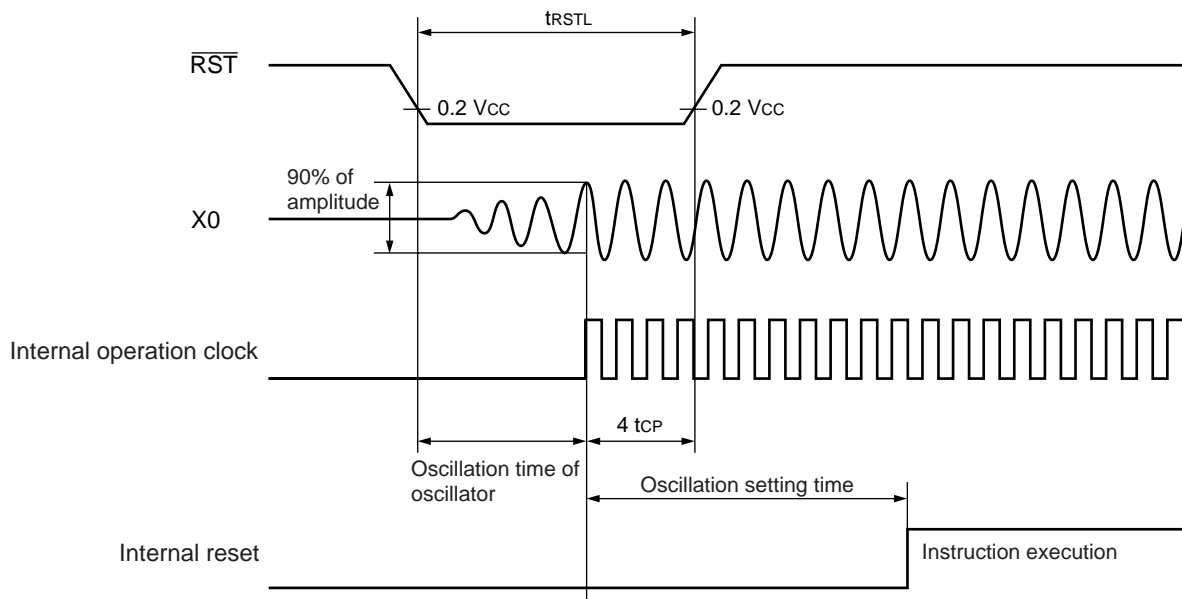 tRSTL
RST
0.2 VCC
0.2 VCC
90% of
amplitude
X0
Internal operation clock
4 tCP
Oscillation time of
oscillator
Oscillation setting time
Internal reset
Instruction execution